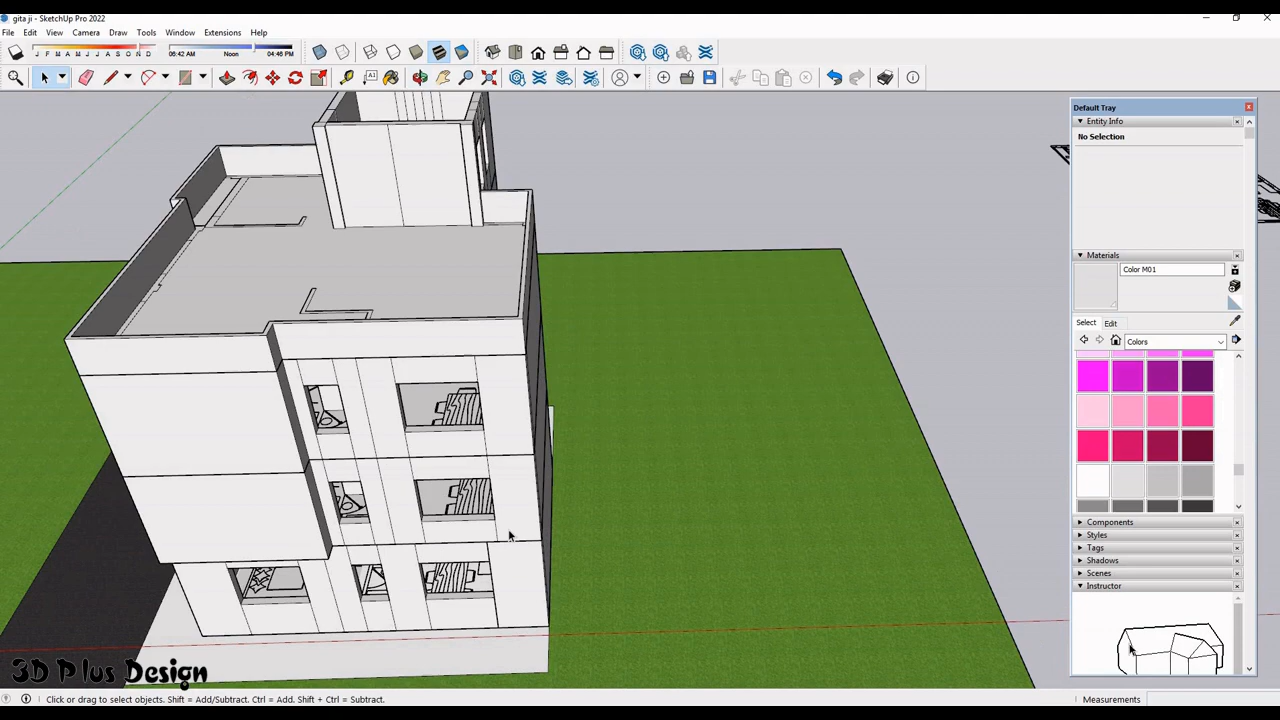 gita ji - SketchUp Pro 2022
File Edit View Camera Draw Tools Window Extensions Help
J F M A M J J A S O N D 06:42 AM Noon 04:46 PM
Default Tray
Entity Info
No Selection
Materials
Color M01
Select Edit
Colors
Components
Styles
Tags
Shadows
Scenes
Instructor
3D Plus Design
Click or drag to select objects. Shift = Add/Subtract. Ctrl = Add. Shift + Ctrl = Subtract.
Measurements